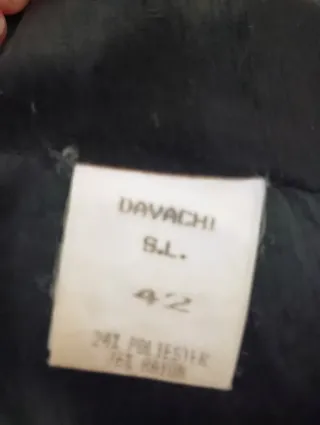 DAVACHI
S.L.
42
24% POLIESTER
76% RAYON